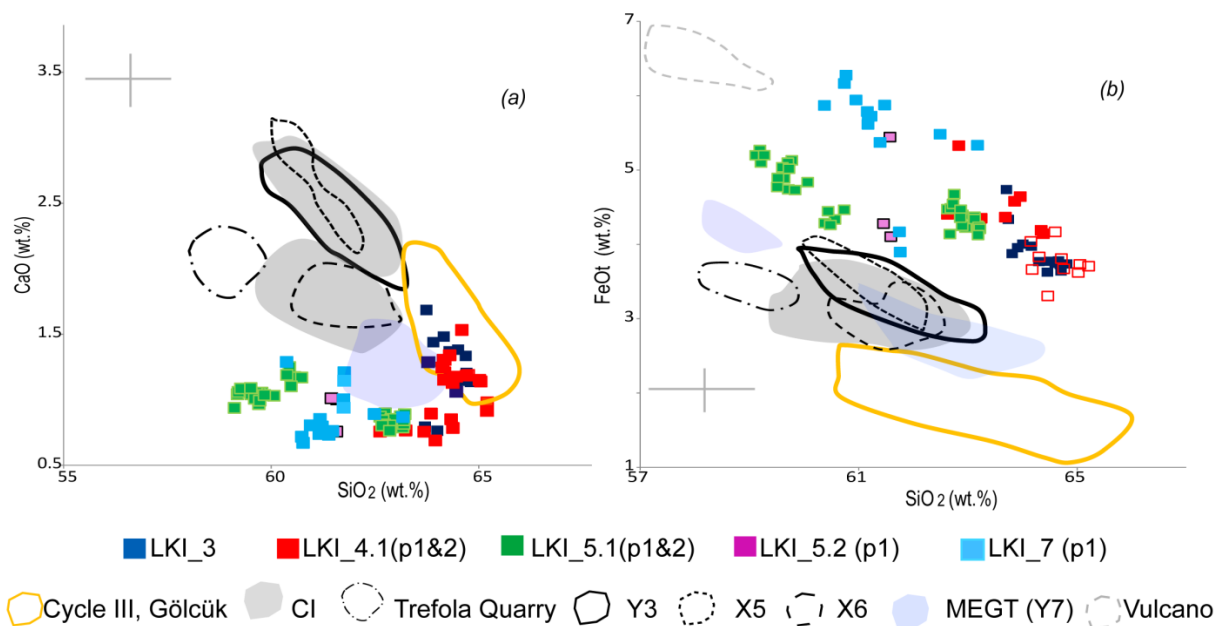 (a)
3.5
2.5
1.5
0.5
CaO (wt.%)
55
60
65
SiO2 (wt.%)
(b)
7
5
3
1
FeOt (wt.%)
57
61
65
SiO2 (wt.%)
LKI_3 LKI_4.1(p1&2) LKI_5.1(p1&2) LKI_5.2 (p1) LKI_7 (p1)
Cycle III, Gölcük CI Trefola Quarry Y3 X5 X6 MEGT (Y7) Vulcano